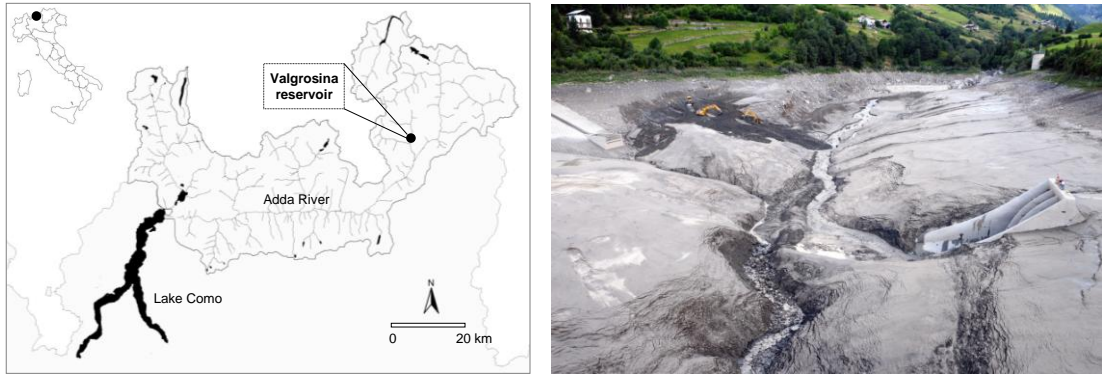 Valgrosina
reservoir
Adda River
Lake Como
N
0 20 km